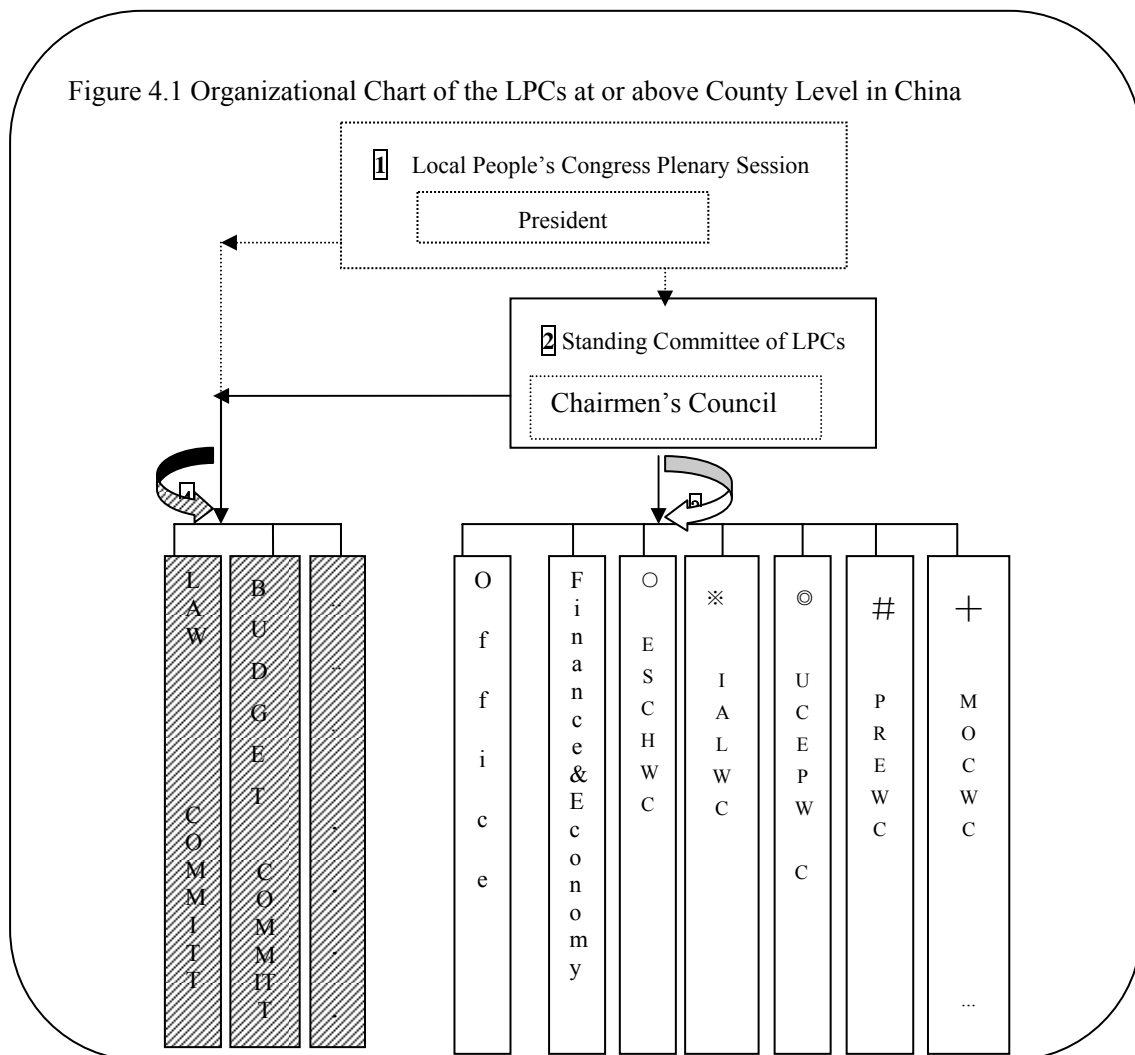 Figure 4.1 Organizational Chart of the LPCs at or above County Level in China
1 Local People’s Congress Plenary Session
President
2 Standing Committee of LPCs
Chairmen’s Council
LAW COMMITT
BUDGET COMMITT
Office
Finance&Economy
○ ESCHWC
※ IALWC
◎ UCEPWC
# PREWC
+ MOCWC ...